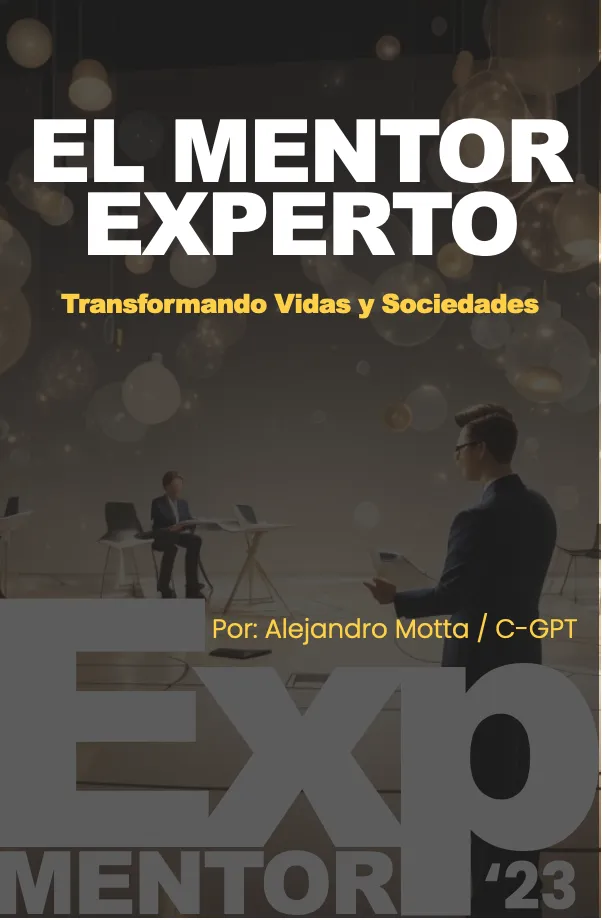 EL MENTOR
EXPERTO
Transformando Vidas y Sociedades
Por: Alejandro Motta / C-GPT
Exp
MENTOR ‘23